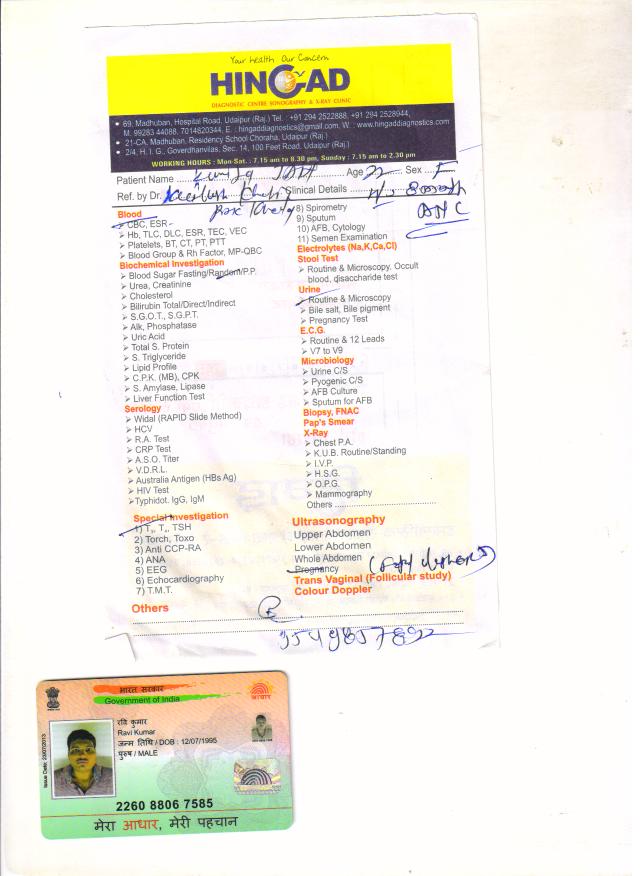 Your health Our Concern
HINGAD
DIAGNOSTIC CENTRE SONOGRAPHY & X-RAY CLINIC
• 69, Madhuban, Hospital Road, Udaipur (Raj.) Tel. : +91 294 2522888, +91 294 2528944,
M. 99283 44088, 7014820344, E. : hingaddiagnostics@gmail.com, W. : www.hingaddiagnostics.com
• 21-CA, Madhuban, Residency School Choraha, Udaipur (Raj.)
• 2/4, H. I. G., Goverdhanvilas, Sec. 14, 100 Feet Road, Udaipur (Raj.)
WORKING HOURS : Mon-Sat. : 7.15 am to 8.30 pm, Sunday : 7.15 am to 2.30 pm
Patient Name Age 22 Sex F
Ref. by Dr. Clinical Details
ANC
Blood
CBC, ESR
Hb, TLC, DLC, ESR, TEC, VEC
Platelets, BT, CT, PT, PTT
Blood Group & Rh Factor, MP-QBC
Biochemical Investigation
Blood Sugar Fasting/Random/P.P.
Urea, Creatinine
Cholesterol
Bilirubin Total/Direct/Indirect
S.G.O.T., S.G.P.T.
Alk, Phosphatase
Uric Acid
Total S. Protein
S. Triglyceride
Lipid Profile
C.P.K. (MB), CPK
S. Amylase, Lipase
Liver Function Test
Serology
Widal (RAPID Slide Method)
HCV
R.A. Test
CRP Test
A.S.O. Titer
V.D.R.L.
Australia Antigen (HBs Ag)
HIV Test
Typhidot. IgG, IgM
Special Investigation
1) T3, T4, TSH
2) Torch, Toxo
3) Anti CCP-RA
4) ANA
5) EEG
6) Echocardiography
7) T.M.T.
8) Spirometry
9) Sputum
10) AFB, Cytology
11) Semen Examination
Electrolytes (Na,K,Ca,Cl)
Stool Test
Routine & Microscopy. Occult
blood, disaccharide test
Urine
Routine & Microscopy
Bile salt, Bile pigment
Pregnancy Test
E.C.G.
Routine & 12 Leads
V7 to V9
Microbiology
Urine C/S
Pyogenic C/S
AFB Culture
Sputum for AFB
Biopsy, FNAC
Pap's Smear
X-Ray
Chest P.A.
K.U.B. Routine/Standing
I.V.P.
H.S.G.
O.P.G.
Mammography
Others
Ultrasonography
Upper Abdomen
Lower Abdomen
Whole Abdomen
Pregnancy
Trans Vaginal (Follicular study)
Colour Doppler
Others
भारत सरकार
Government of India
आधार
रवि कुमार
Ravi Kumar
जन्म तिथि / DOB : 12/07/1995
पुरुष / MALE
2260 8806 7585
मेरा आधार, मेरी पहचान